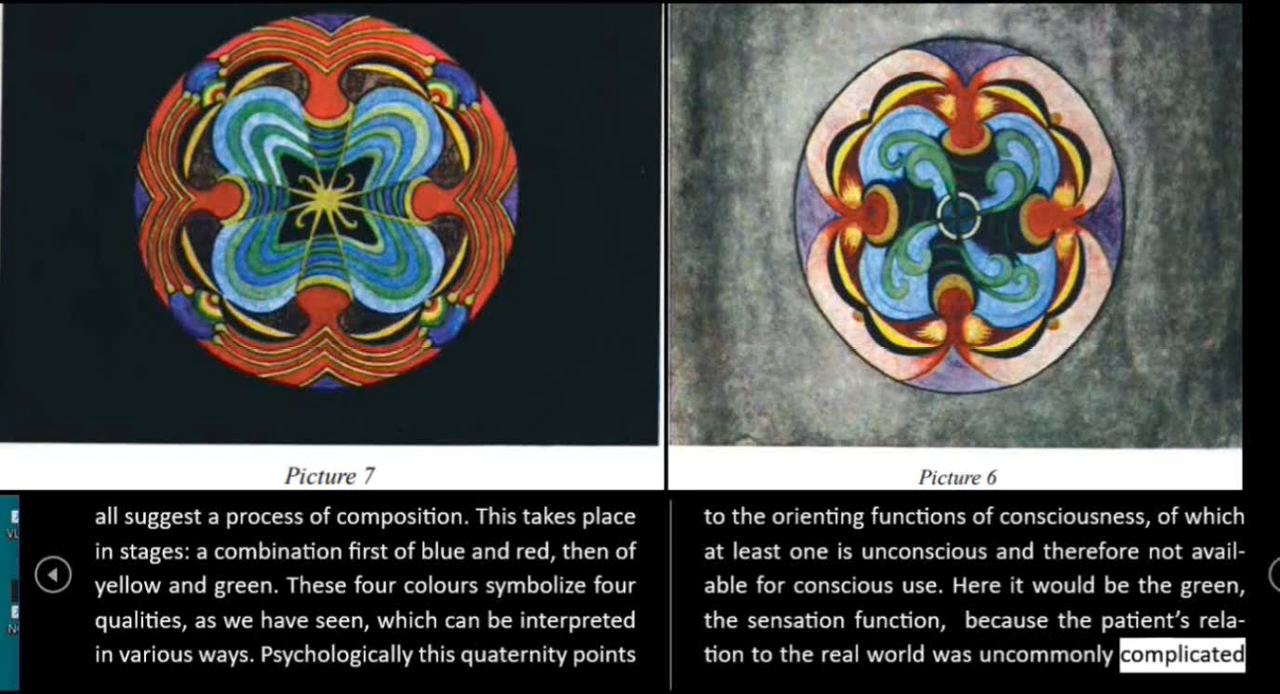 Picture 7
Picture 6
all suggest a process of composition. This takes place
in stages: a combination first of blue and red, then of
yellow and green. These four colours symbolize four
qualities, as we have seen, which can be interpreted
in various ways. Psychologically this quaternity points
to the orienting functions of consciousness, of which
at least one is unconscious and therefore not avail-
able for conscious use. Here it would be the green,
the sensation function, because the patient’s rela-
tion to the real world was uncommonly complicated